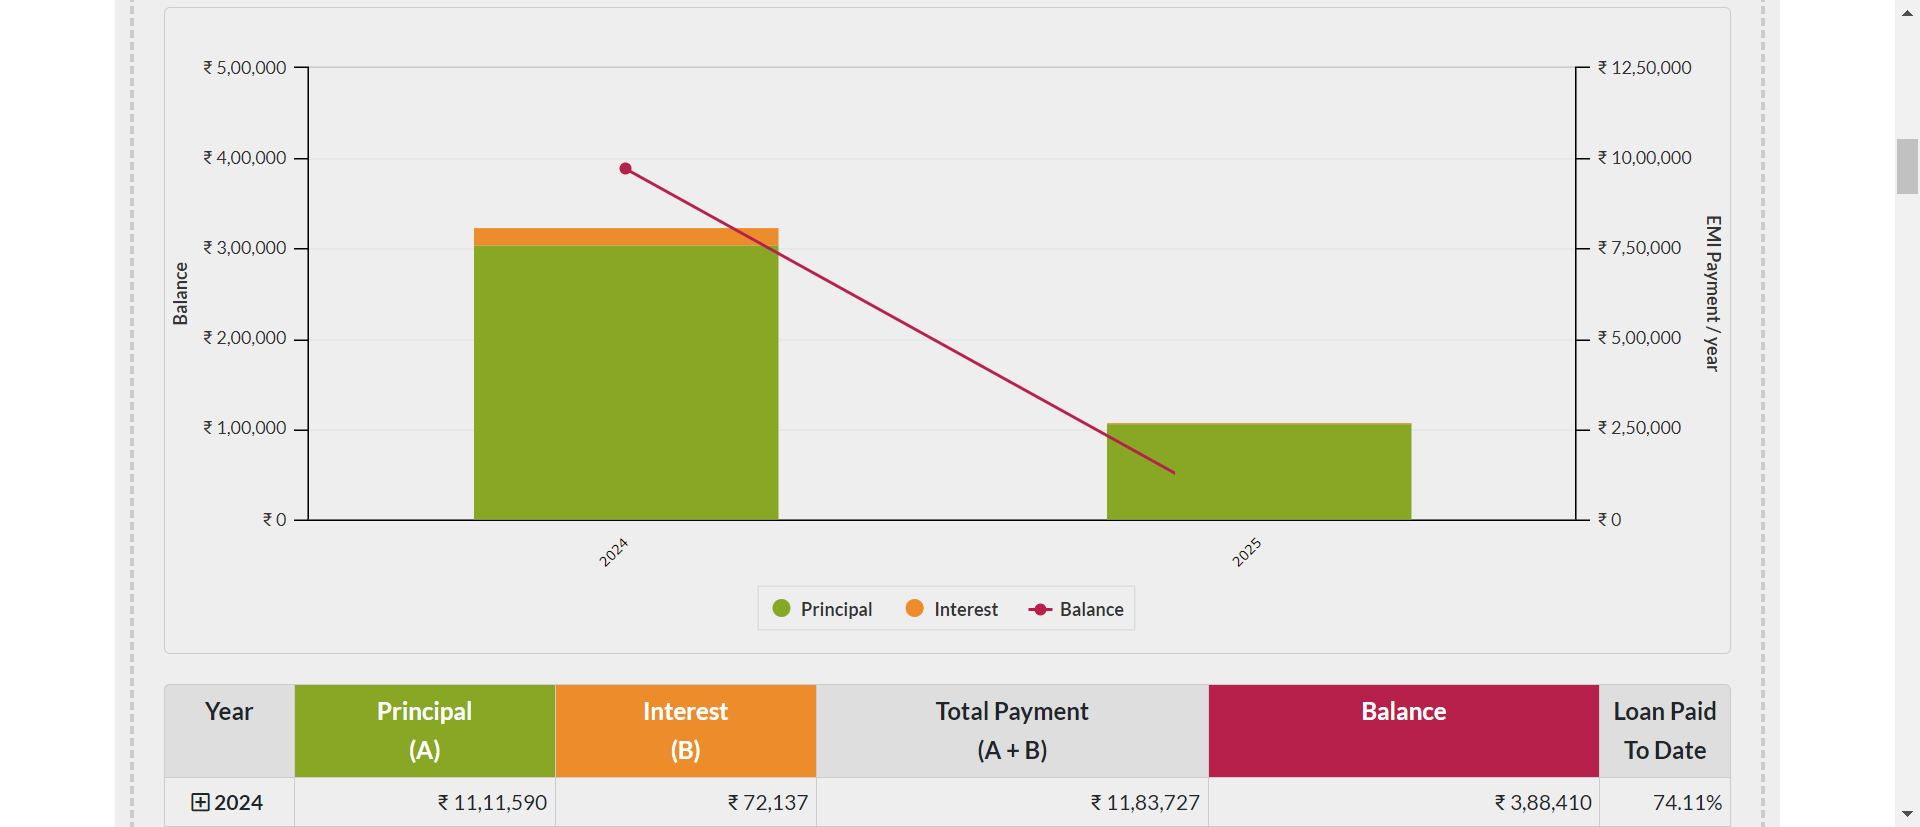 ₹ 5,00,000
₹ 4,00,000
₹ 3,00,000
₹ 2,00,000
₹ 1,00,000
₹ 0
Balance
₹ 12,50,000
₹ 10,00,000
₹ 7,50,000
₹ 5,00,000
₹ 2,50,000
₹ 0
EMI Payment / year
2024
2025
Principal Interest Balance
Year Principal Interest Total Payment Balance Loan Paid
(A) (B) (A + B) To Date
2024 ₹ 11,11,590 ₹ 72,137 ₹ 11,83,727 ₹ 3,88,410 74.11%